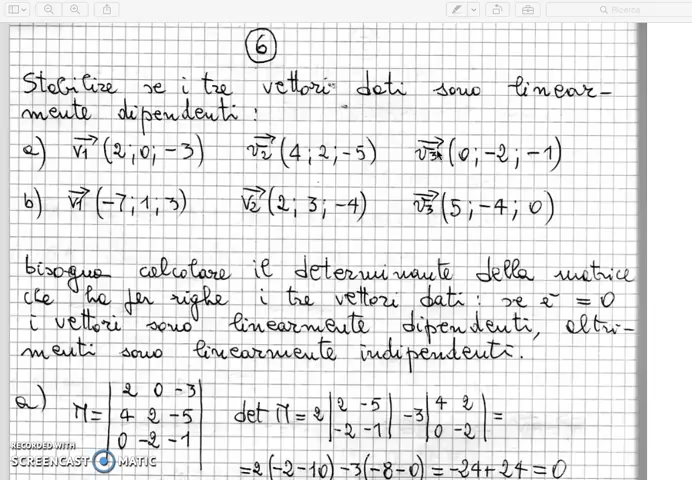 Ricerca
6
Stabilire se i tre vettori dati sono linear-
mente dipendenti:
a) v1 (2; 0; -3) v2 (4; 2; -5) v3 (0; -2; -1)
b) v1 (-7; 1; 3) v2 (2; 3; -4) v3 (5; -4; 0)
bisogna calcolare il determinante della matrice
che ha per righe i tre vettori dati: se è = 0
i vettori sono linearmente dipendenti, altri-
menti sono linearmente indipendenti.
a) M = | 2 0 -3 |
| 4 2 -5 |
| 0 -2 -1 |
det M = 2 | 2 -5 | -3 | 4 2 | =
| -2 -1 | | 0 -2 |
= 2 (-2 -10) -3 (-8 -0) = -24 + 24 = 0
RECORDED WITH
SCREENCAST MATIC